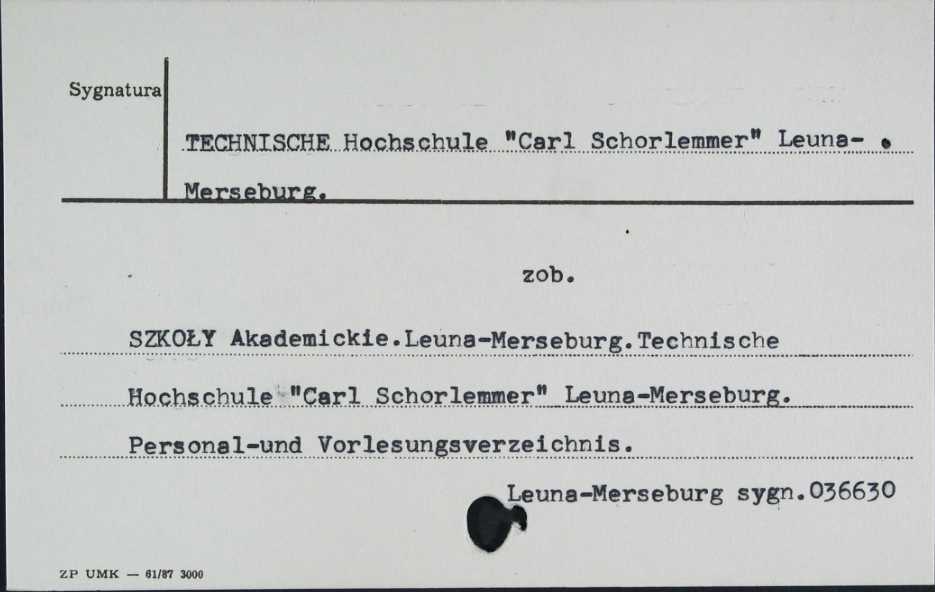 Sygnatura
TECHNISCHE Hochschule "Carl Schorlemmer" Leuna-
Merseburg.
zob.
SZKOŁY Akademickie.Leuna-Merseburg.Technische
Hochschule "Carl Schorlemmer" Leuna-Merseburg.
Personal-und Vorlesungsverzeichnis.
Leuna-Merseburg sygn.036630
ZP UMK — 61/87 3000